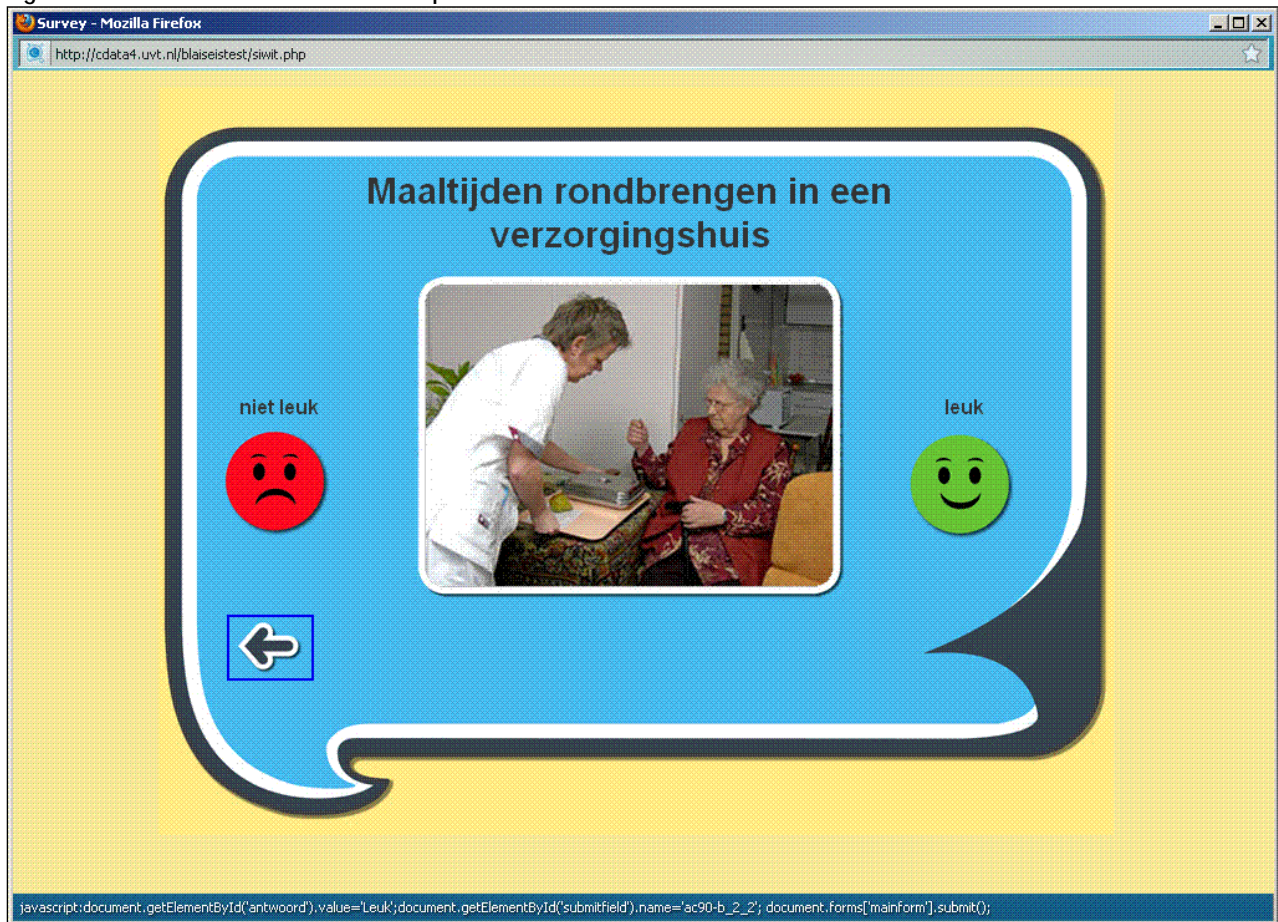 Survey - Mozilla Firefox
http://cdata4.uvt.nl/blaiseistest/siwit.php
Maaltijden rondbrengen in een
verzorgingshuis
niet leuk
leuk
javascript:document.getElementById('antwoord').value='Leuk';document.getElementById('submitfield').name='ac90-b_2_2'; document.forms['mainform'].submit();